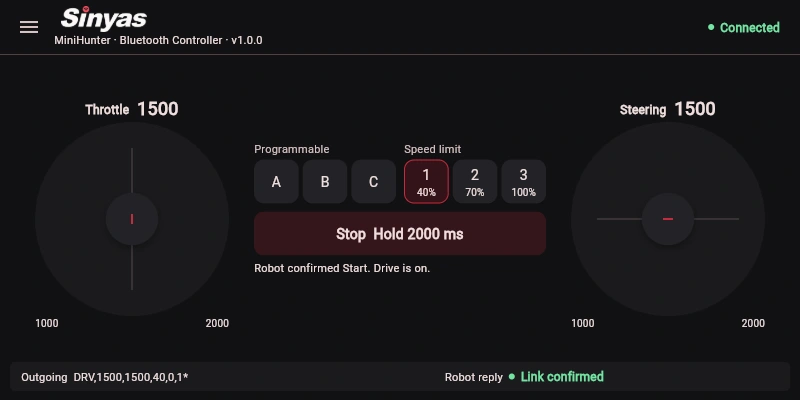 Sinyas
MiniHunter · Bluetooth Controller · v1.0.0
Connected
Throttle 1500
Steering 1500
Programmable
Speed limit
A B C
1 2 3
40% 70% 100%
Stop Hold 2000 ms
Robot confirmed Start. Drive is on.
1000 2000
1000 2000
Outgoing DRV,1500,1500,40,0,1*
Robot reply Link confirmed